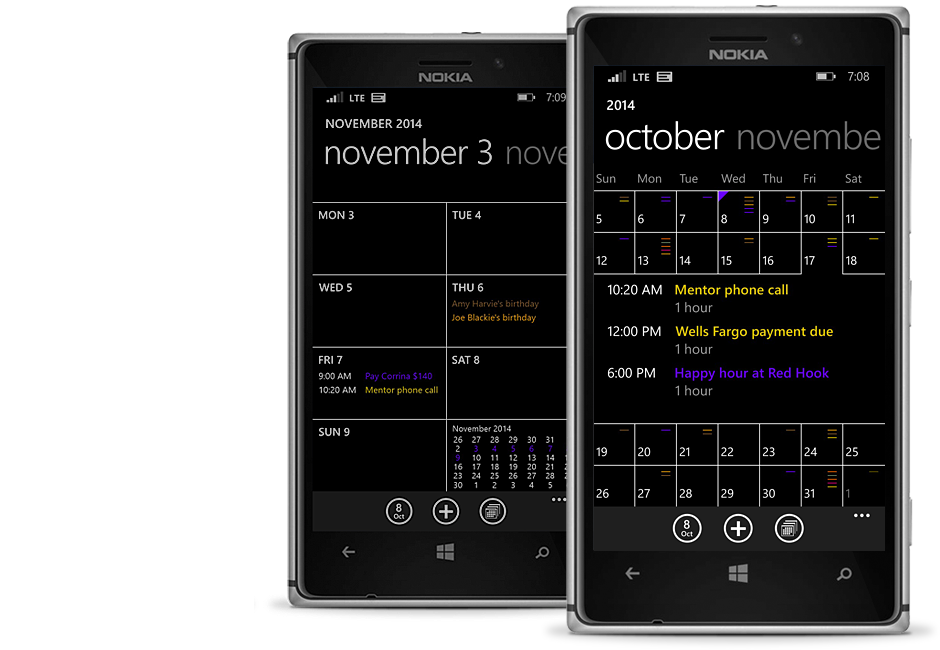 NOKIA
LTE 7:09
NOVEMBER 2014
november 3 nove
MON 3 TUE 4
WED 5 THU 6
Amy Harvie's birthday
Joe Blackie's birthday
FRI 7 SAT 8
9:00 AM Pay Corrina $140
10:20 AM Mentor phone call
SUN 9
November 2014
26 27 28 29 30 31
2 3 4 5 6 7
9 10 11 12 13 14
16 17 18 19 20 21
23 24 25 26 27 28
30 1 2 3 4 5
8
Oct
NOKIA
LTE 7:08
2014
october novembe
Sun Mon Tue Wed Thu Fri Sat
5 6 7 8 9 10 11
12 13 14 15 16 17 18
10:20 AM Mentor phone call
1 hour
12:00 PM Wells Fargo payment due
1 hour
6:00 PM Happy hour at Red Hook
1 hour
19 20 21 22 23 24 25
26 27 28 29 30 31 1
8
Oct